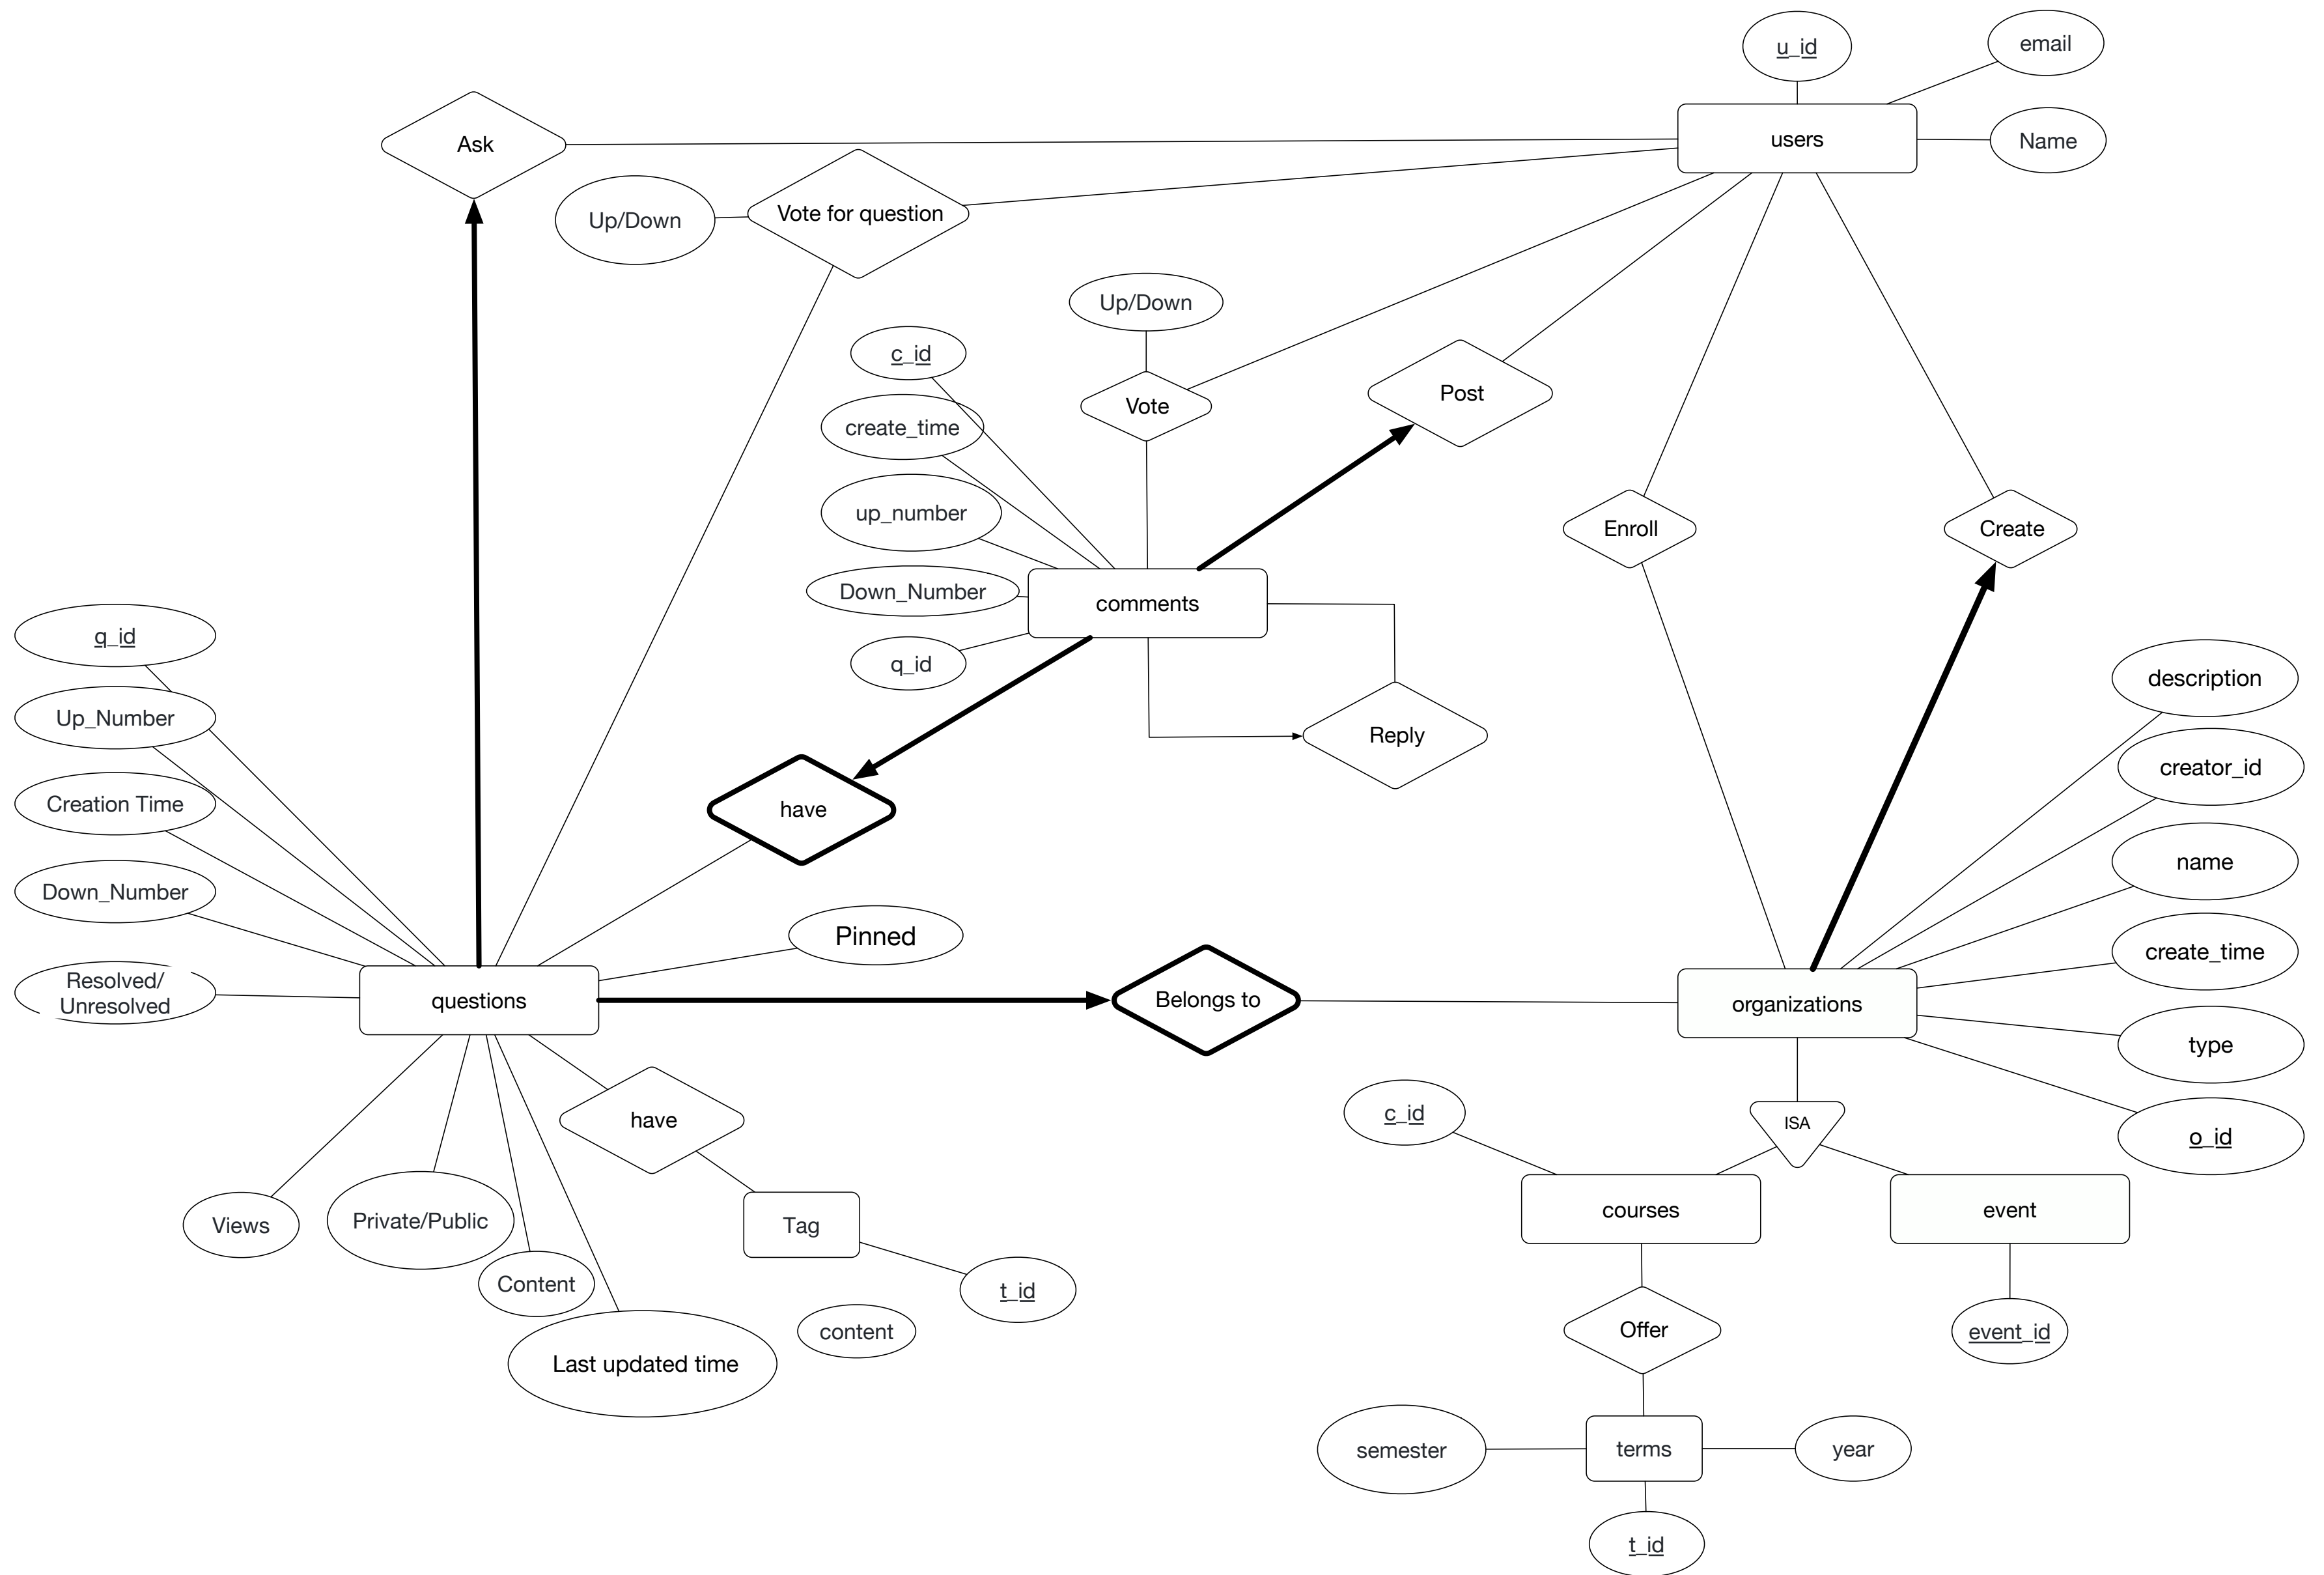 u_id
email
Ask
users
Name
Up/Down
Vote for question
Up/Down
c_id
Vote
Post
create_time
up_number
Enroll
Create
Down_Number
comments
q_id
q_id
description
Up_Number
Reply
creator_id
Creation Time
have
name
Down_Number
Pinned
create_time
Resolved/
Unresolved
questions
Belongs to
organizations
type
c_id
ISA
o_id
have
Views
Private/Public
Tag
courses
event
Content
t_id
content
Offer
event_id
Last updated time
semester
terms
year
t_id